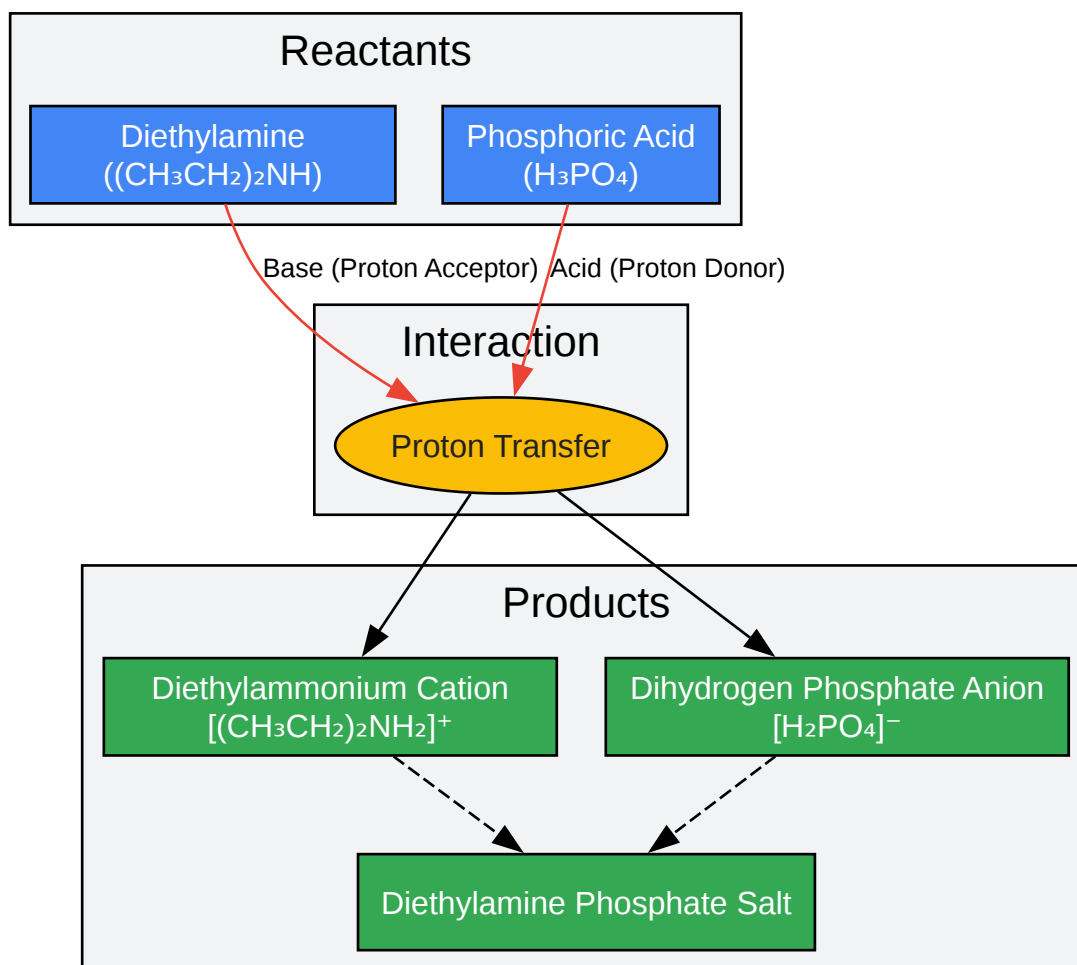 Reactants
Diethylamine
((CH₃CH₂)₂NH)
Phosphoric Acid
(H₃PO₄)
Base (Proton Acceptor)
Acid (Proton Donor)
Interaction
Proton Transfer
Products
Diethylammonium Cation
[(CH₃CH₂)₂NH₂]⁺
Dihydrogen Phosphate Anion
[H₂PO₄]⁻
Diethylamine Phosphate Salt